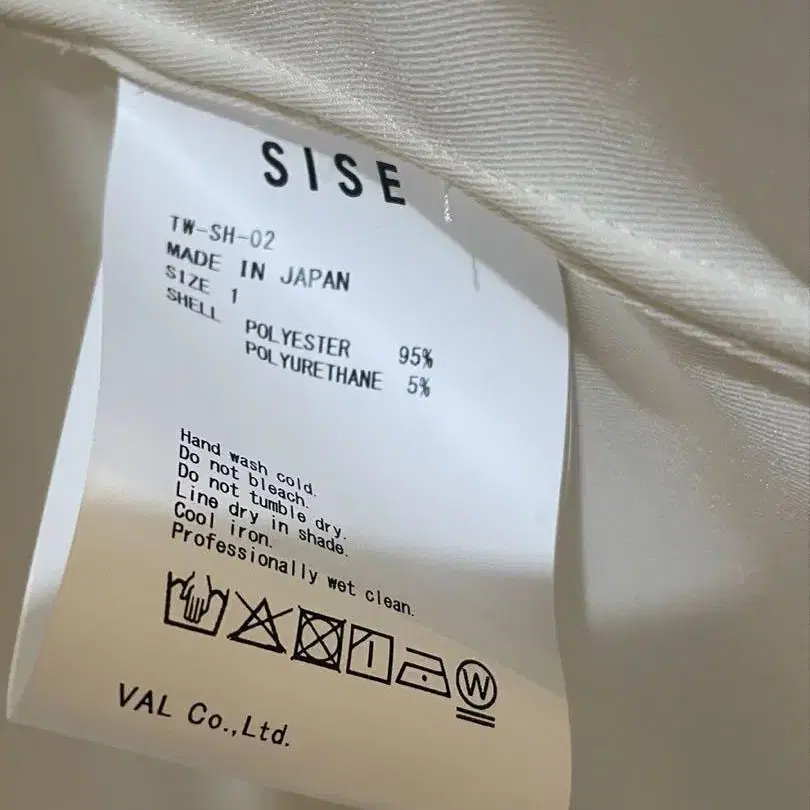 SISE
TW-SH-02
MADE IN JAPAN
SIZE 1
SHELL POLYESTER 95%
POLYURETHANE 5%
Hand wash cold.
Do not bleach.
Do not tumble dry.
Line dry in shade.
Cool iron.
Professionally wet clean.
W
VAL Co.,Ltd.